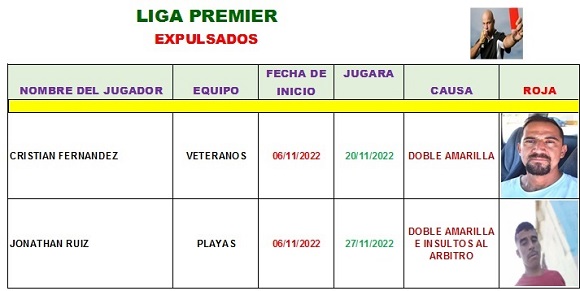 LIGA PREMIER
EXPULSADOS
NOMBRE DEL JUGADOR EQUIPO FECHA DE INICIO JUGARA CAUSA ROJA
CRISTIAN FERNANDEZ VETERANOS 06/11/2022 20/11/2022 DOBLE AMARILLA
JONATHAN RUIZ PLAYAS 06/11/2022 27/11/2022 DOBLE AMARILLA
E INSULTOS AL
ARBITRO